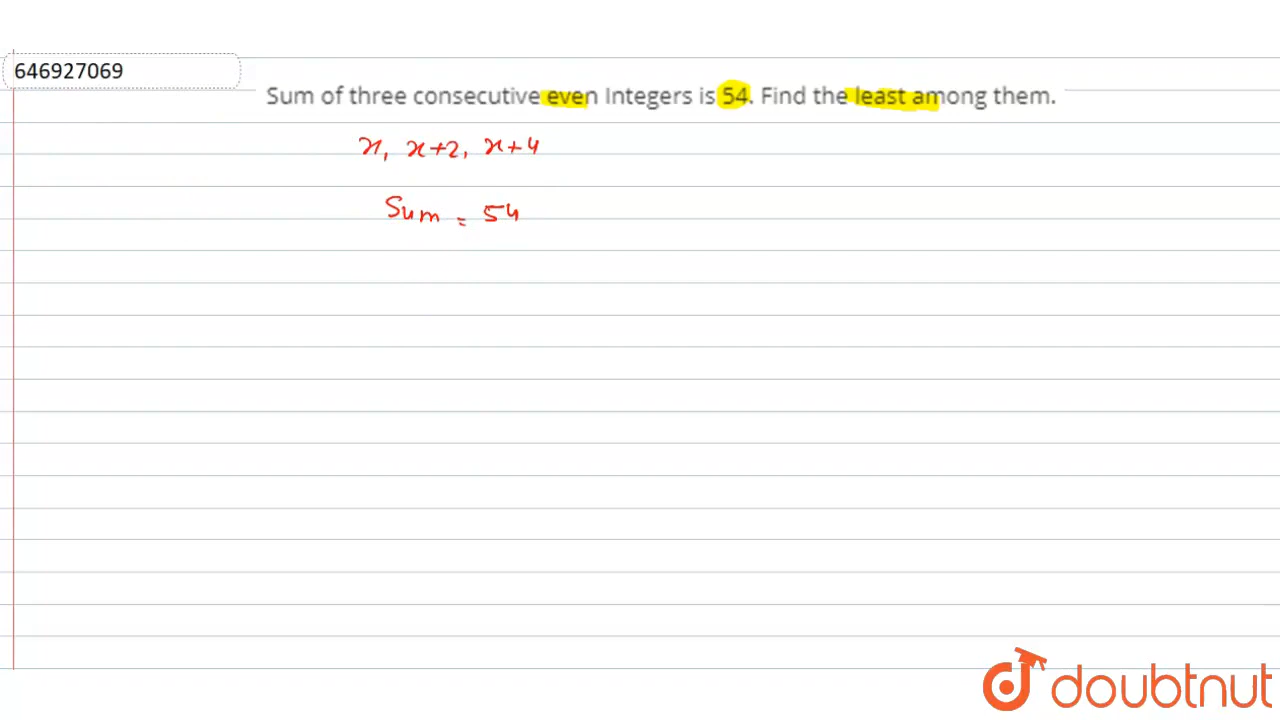 646927069
Sum of three consecutive even Integers is 54. Find the least among them.
x, x+2, x+4
Sum = 54
doubtnut